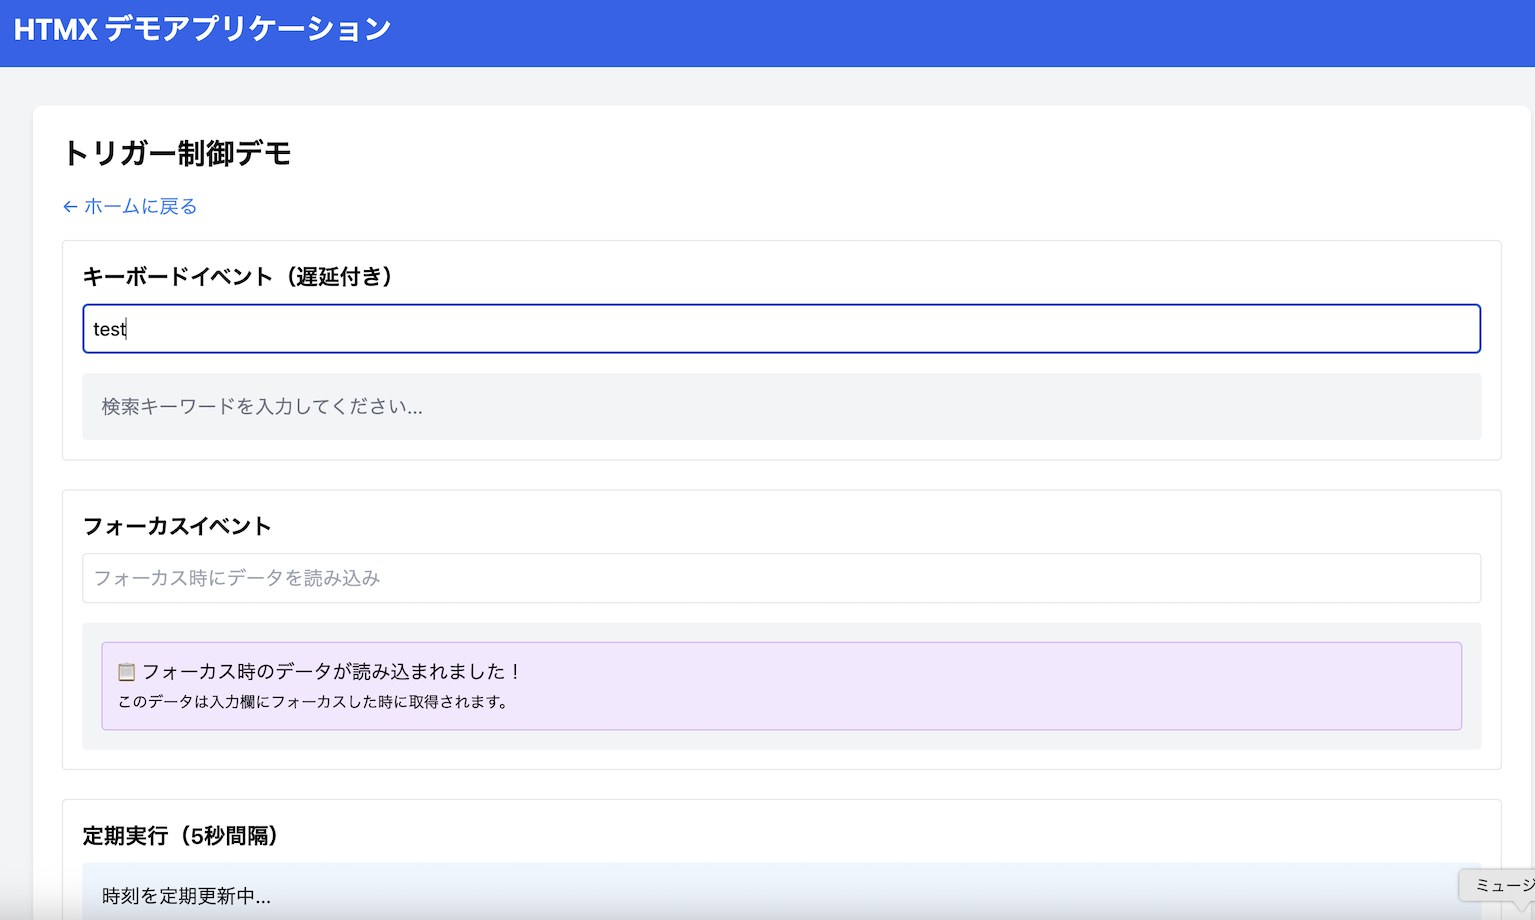 HTMX デモアプリケーション
トリガー制御デモ
← ホームに戻る
キーボードイベント（遅延付き）
test
検索キーワードを入力してください...
フォーカスイベント
フォーカス時にデータを読み込み
📋 フォーカス時のデータが読み込まれました！
このデータは入力欄にフォーカスした時に取得されます。
定期実行（5秒間隔）
時刻を定期更新中...
ミュージ